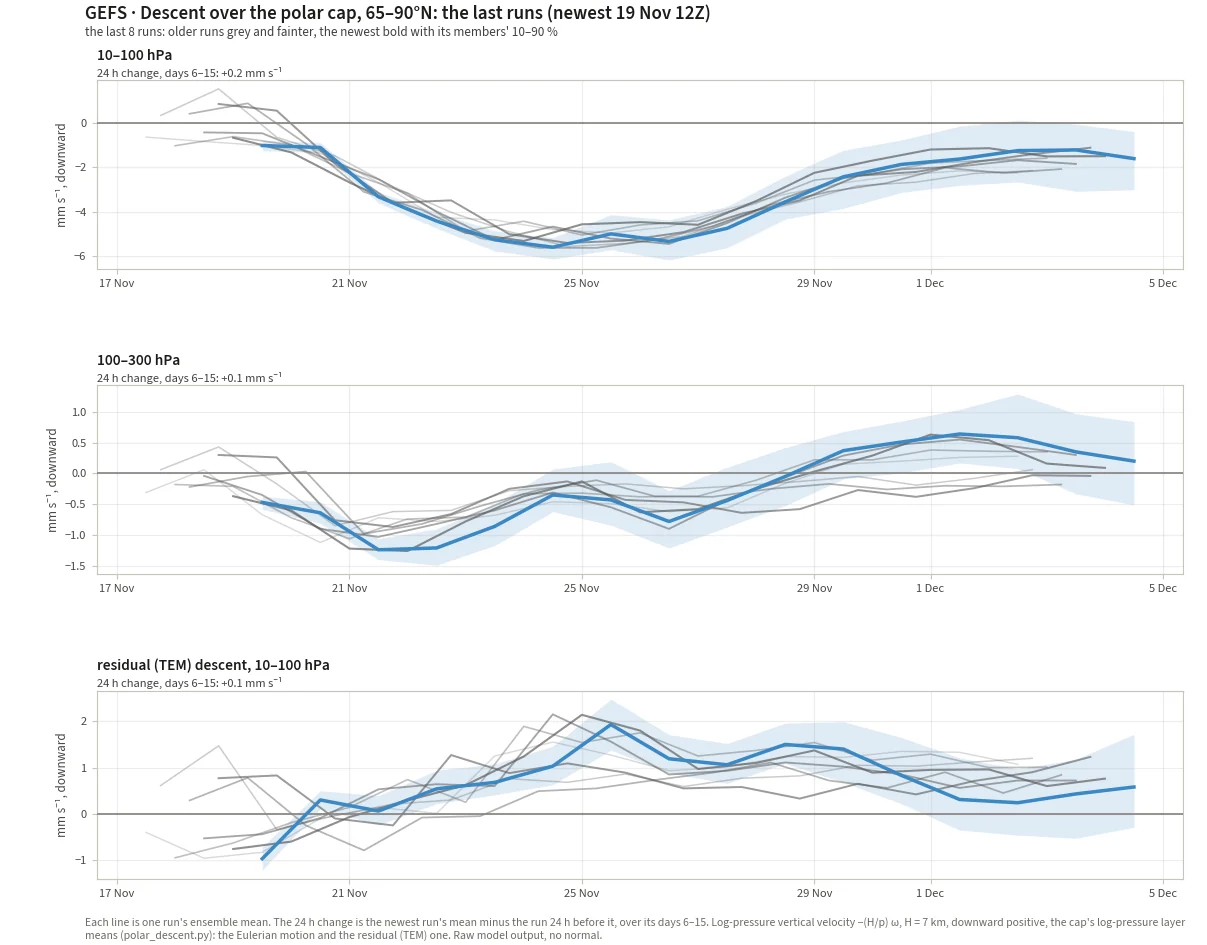 GEFS · Descent over the polar cap, 65–90°N: the last runs (newest 19 Nov 12Z)
the last 8 runs: older runs grey and fainter, the newest bold with its members' 10–90 %
10–100 hPa
24 h change, days 6–15: +0.2 mm s⁻¹
mm s⁻¹, downward
0
−2
−4
−6
17 Nov
21 Nov
25 Nov
29 Nov
1 Dec
5 Dec
100–300 hPa
24 h change, days 6–15: +0.1 mm s⁻¹
mm s⁻¹, downward
1.0
0.5
0.0
−0.5
−1.0
−1.5
17 Nov
21 Nov
25 Nov
29 Nov
1 Dec
5 Dec
residual (TEM) descent, 10–100 hPa
24 h change, days 6–15: +0.1 mm s⁻¹
mm s⁻¹, downward
2
1
0
−1
17 Nov
21 Nov
25 Nov
29 Nov
1 Dec
5 Dec
Each line is one run's ensemble mean. The 24 h change is the newest run's mean minus the run 24 h before it, over its days 6–15. Log-pressure vertical velocity −(H/p) ω, H = 7 km, downward positive, the cap's log-pressure layer
means (polar_descent.py): the Eulerian motion and the residual (TEM) one. Raw model output, no normal.